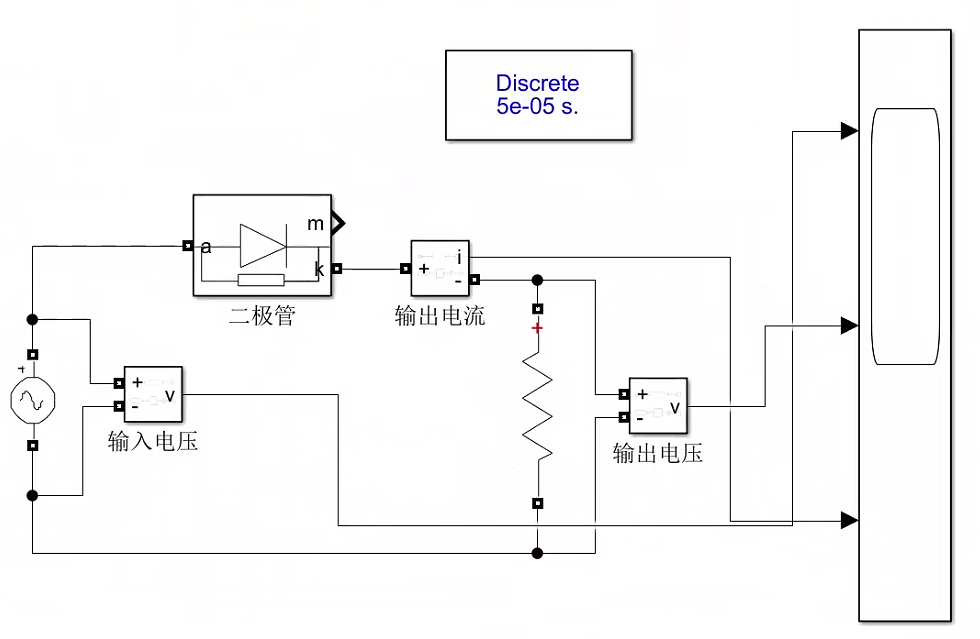 Discrete
5e-05 s.
m
a
k
二极管
+
i
-
输出电流
+
+
+
-
v
输入电压
+
-
v
输出电压